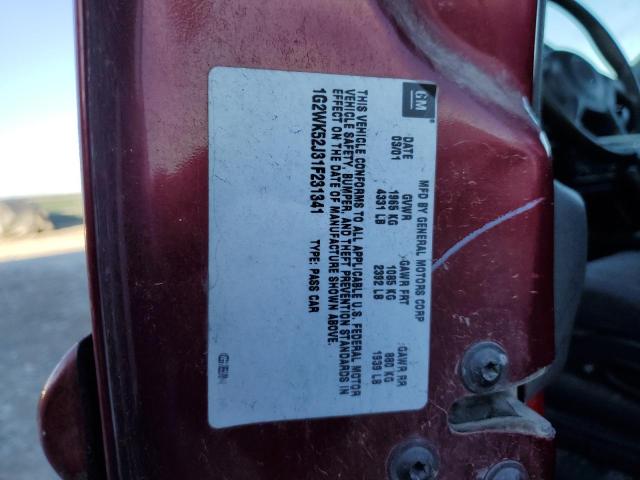 GM
MFD BY GENERAL MOTORS CORP
DATE GVWR GAWR FRT GAWR RR
03/01 1965 KG 1085 KG 880 KG
4331 LB 2392 LB 1939 LB
THIS VEHICLE CONFORMS TO ALL APPLICABLE U.S. FEDERAL MOTOR
VEHICLE SAFETY, BUMPER, AND THEFT PREVENTION STANDARDS IN
EFFECT ON THE DATE OF MANUFACTURE SHOWN ABOVE.
1G2WK52J31F231341 TYPE: PASS CAR